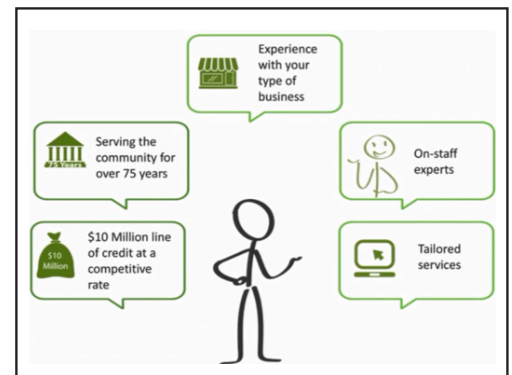 Experience
with your
type of
business
75 Years
Serving the
community for
over 75 years
On-staff
experts
$10
Million
$10 Million line
of credit at a
competitive
rate
Tailored
services